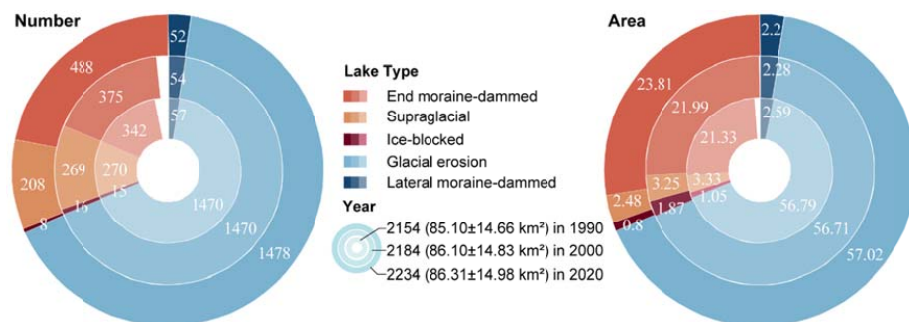 Number
Area
52
54
57
488
375
342
208
269
270
8
16
15
1470
1470
1478
Lake Type
End moraine-dammed
Supraglacial
Ice-blocked
Glacial erosion
Lateral moraine-dammed
Year
2154 (85.10±14.66 km²) in 1990
2184 (86.10±14.83 km²) in 2000
2234 (86.31±14.98 km²) in 2020
2.2
2.28
2.59
23.81
21.99
21.33
2.48
3.25
3.33
0.8
1.87
1.05
56.79
56.71
57.02